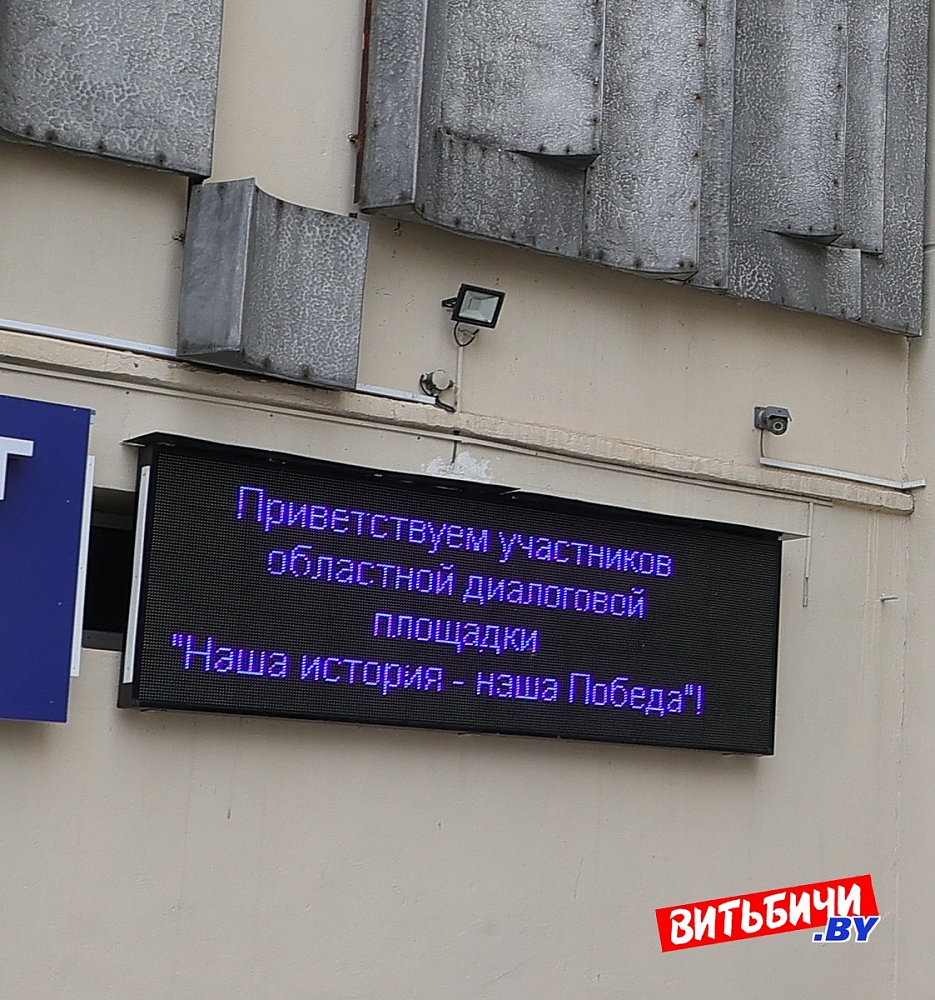 Т
Приветствуем участников
областной диалоговой
площадки
"Наша история - наша Победа"!
ВИТЬБИЧИ
.BY